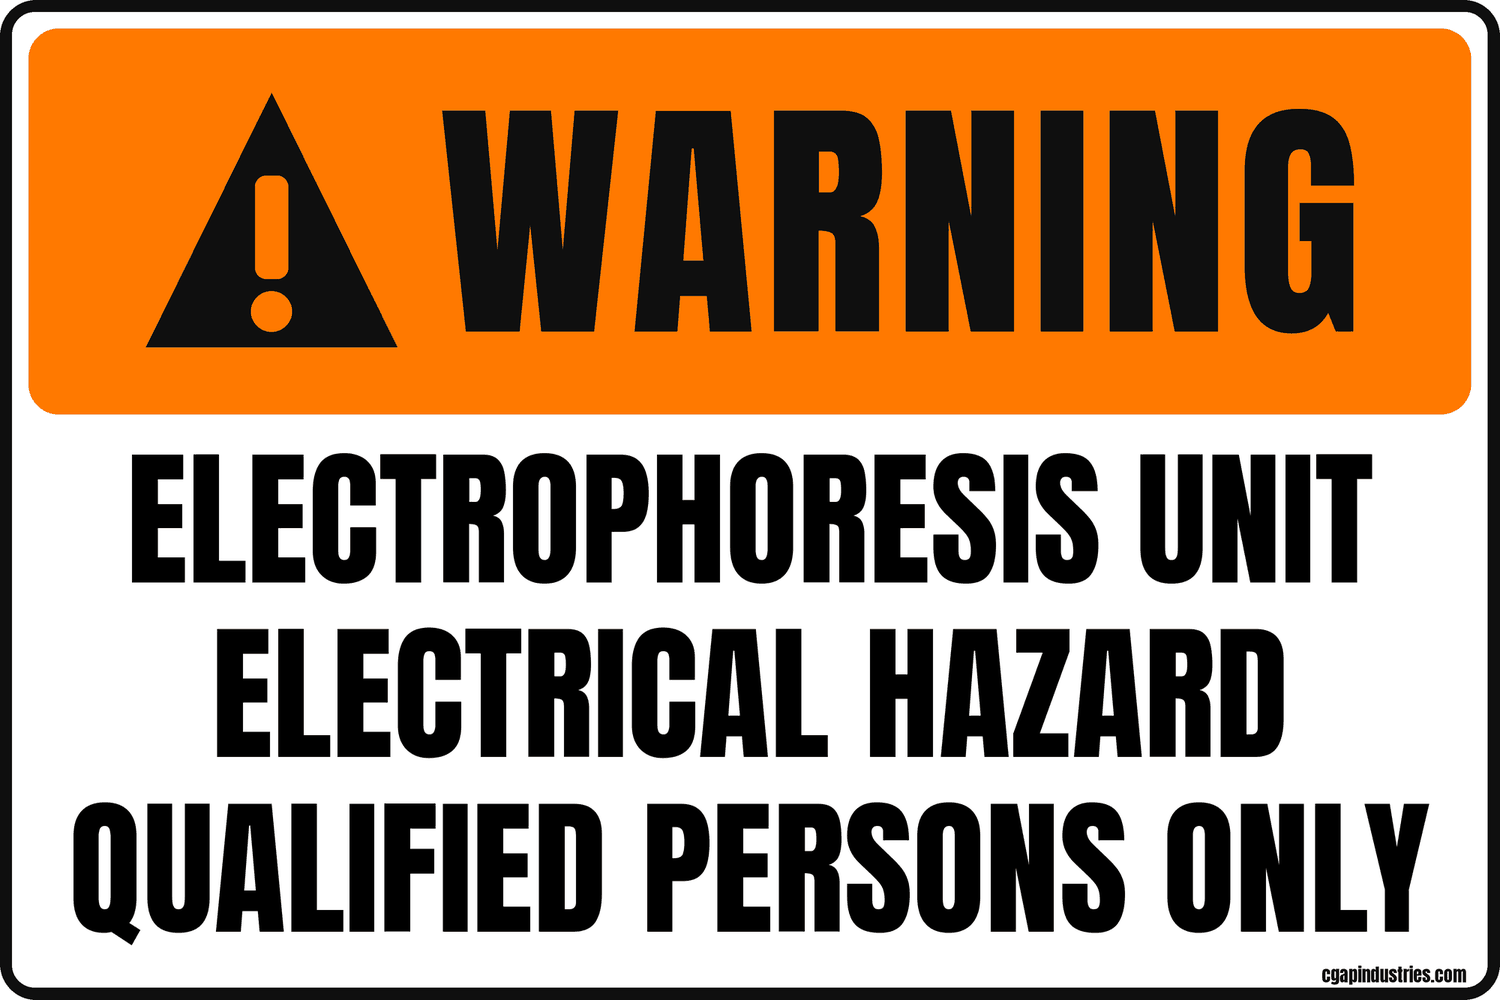 WARNING
ELECTROPHORESIS UNIT
ELECTRICAL HAZARD
QUALIFIED PERSONS ONLY
cgapindustries.com